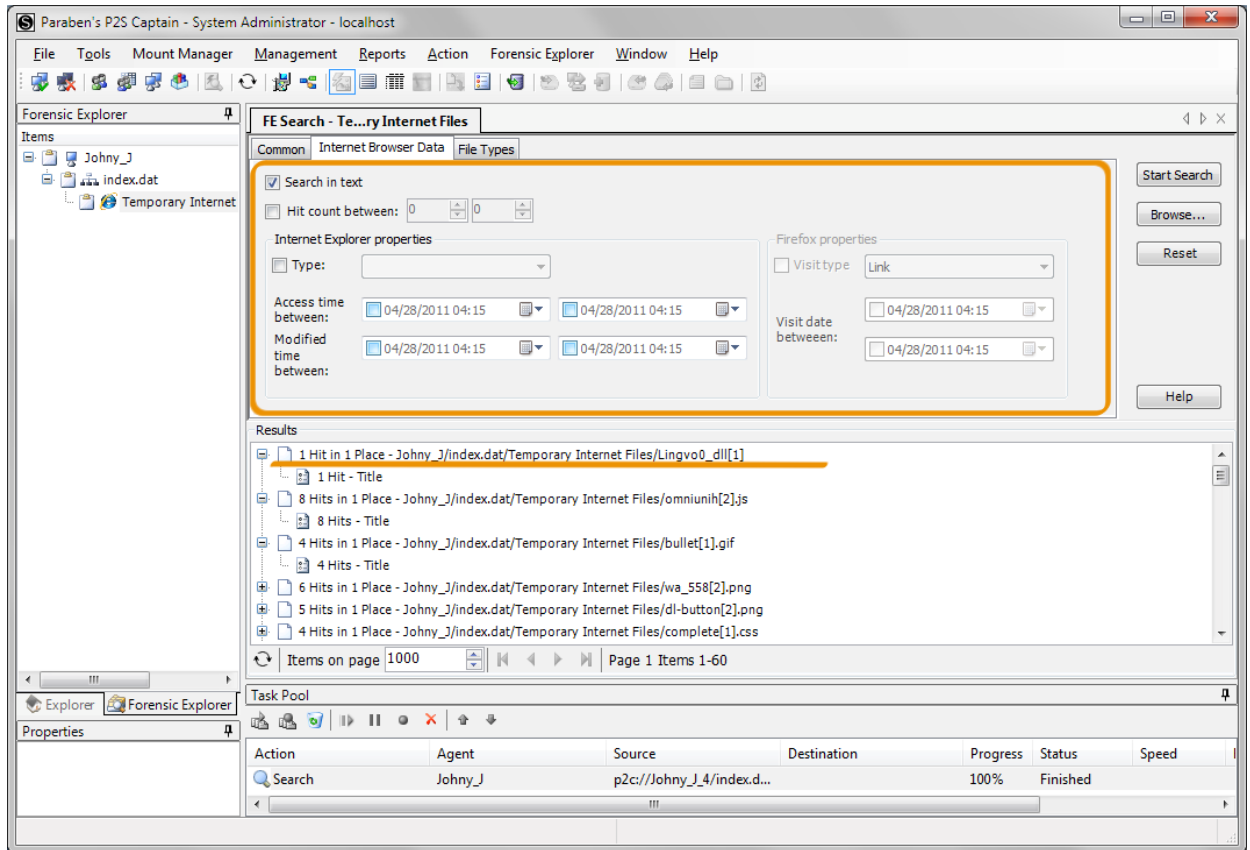 Paraben's P2S Captain - System Administrator - localhost
File Tools Mount Manager Management Reports Action Forensic Explorer Window Help
Forensic Explorer
Items
Johny_J
index.dat
Temporary Internet
FE Search - Te...ry Internet Files
Common Internet Browser Data File Types
Search in text
Hit count between: 0 0
Internet Explorer properties
Type:
Access time between: 04/28/2011 04:15 04/28/2011 04:15
Modified time between: 04/28/2011 04:15 04/28/2011 04:15
Firefox properties
Visit type Link
Visit date betweeen: 04/28/2011 04:15
04/28/2011 04:15
Start Search
Browse...
Reset
Help
Results
1 Hit in 1 Place - Johny_J/index.dat/Temporary Internet Files/Lingvo0_dll[1]
1 Hit - Title
8 Hits in 1 Place - Johny_J/index.dat/Temporary Internet Files/omniunih[2].js
8 Hits - Title
4 Hits in 1 Place - Johny_J/index.dat/Temporary Internet Files/bullet[1].gif
4 Hits - Title
6 Hits in 1 Place - Johny_J/index.dat/Temporary Internet Files/wa_558[2].png
5 Hits in 1 Place - Johny_J/index.dat/Temporary Internet Files/dl-button[2].png
4 Hits in 1 Place - Johny_J/index.dat/Temporary Internet Files/complete[1].css
Items on page 1000 Page 1 Items 1-60
Explorer Forensic Explorer
Properties
Task Pool
Action Agent Source Destination Progress Status Speed
Search Johny_J p2c://Johny_J_4/index.d... 100% Finished